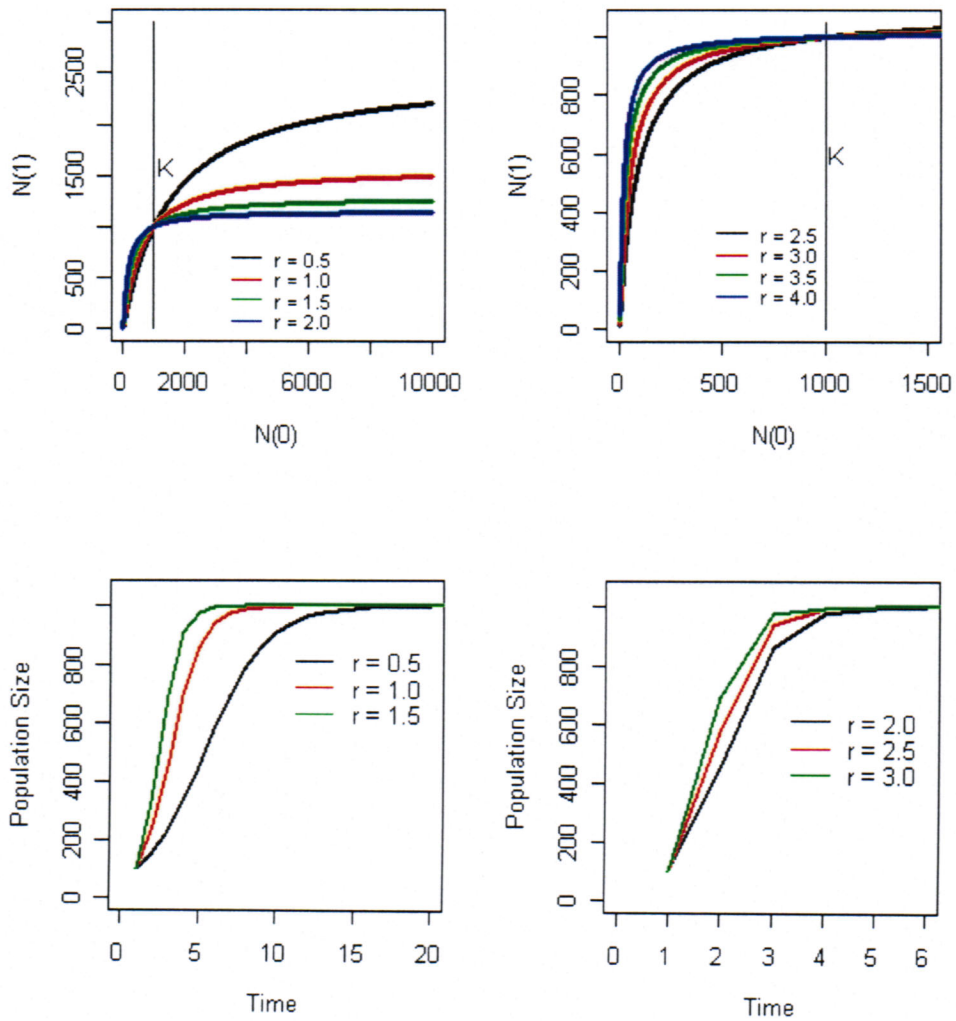 N(1)
0
500
1500
2500
K
r = 0.5
r = 1.0
r = 1.5
r = 2.0
0
2000
6000
10000
N(0)
N(1)
0
200
400
600
800
K
r = 2.5
r = 3.0
r = 3.5
r = 4.0
0
500
1000
1500
N(0)
Population Size
0
200
400
600
800
r = 0.5
r = 1.0
r = 1.5
0
5
10
15
20
Time
Population Size
0
200
400
600
800
r = 2.0
r = 2.5
r = 3.0
0
1
2
3
4
5
6
Time